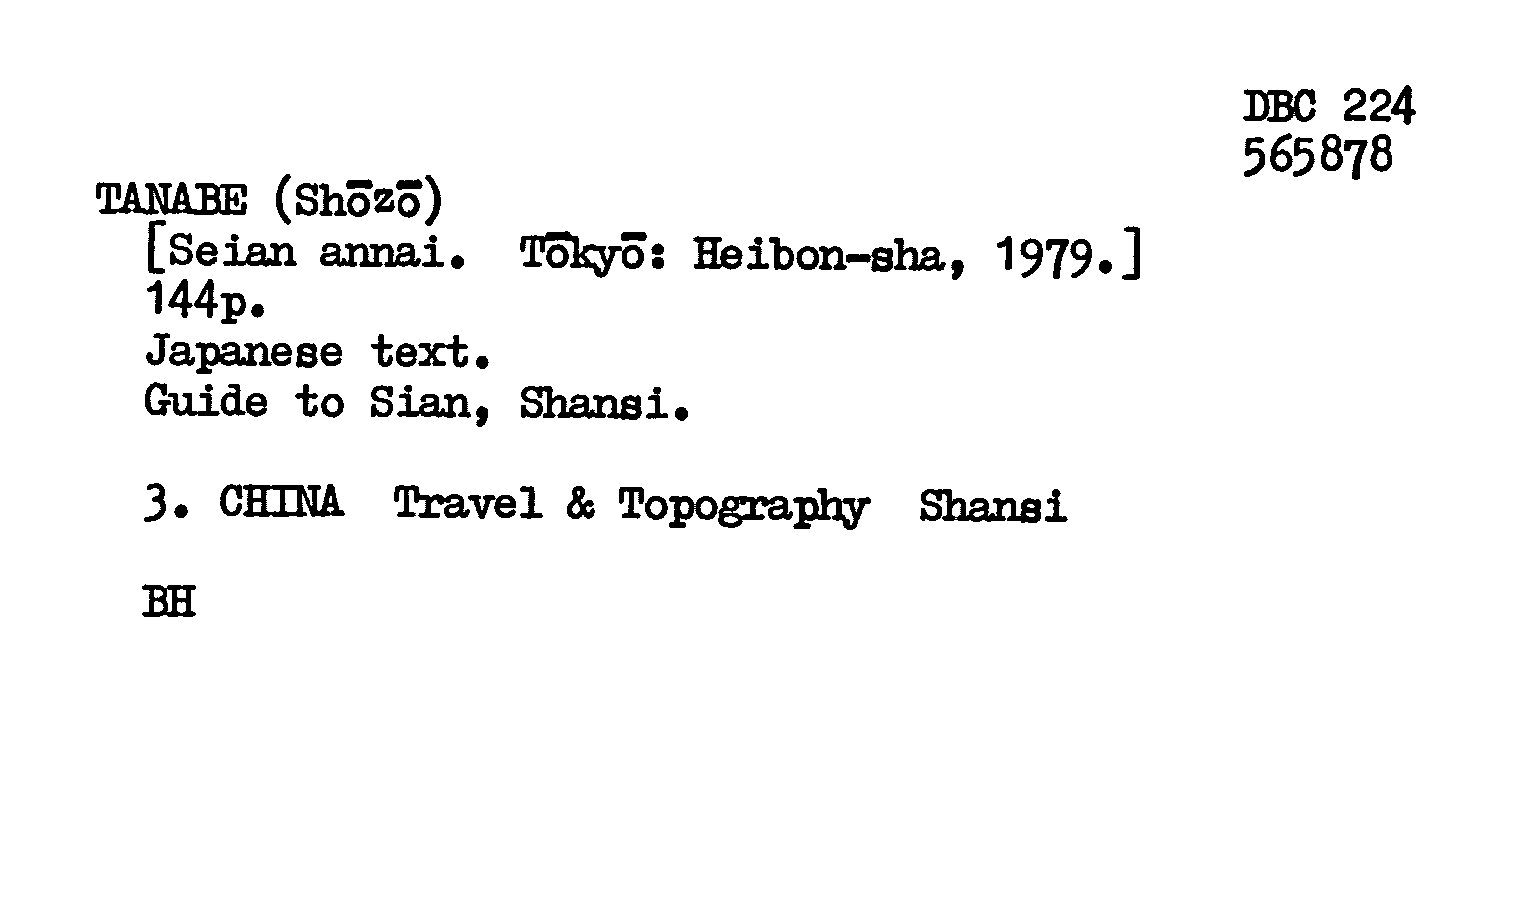 DBC 224
565878
TANABE (Shōzō)
[Seian annai. Tōkyō: Heibon-sha, 1979.]
144p.
Japanese text.
Guide to Sian, Shansi.
3. CHINA Travel & Topography Shansi
BH